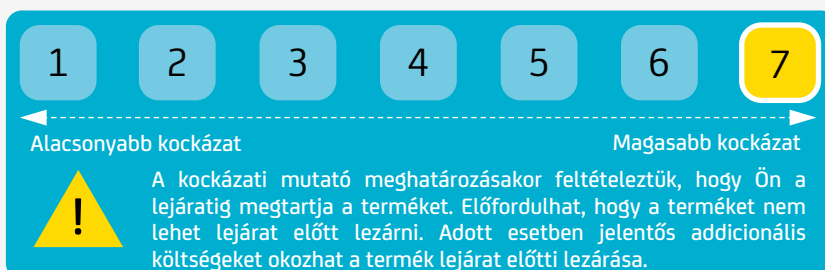 1 2 3 4 5 6 7
Alacsonyabb kockázat Magasabb kockázat
A kockázati mutató meghatározásakor feltételeztük, hogy Ön a
lejáratig megtartja a terméket. Előfordulhat, hogy a terméket nem
lehet lejárat előtt lezárni. Adott esetben jelentős addicionális
költségeket okozhat a termék lejárat előtti lezárása.
!